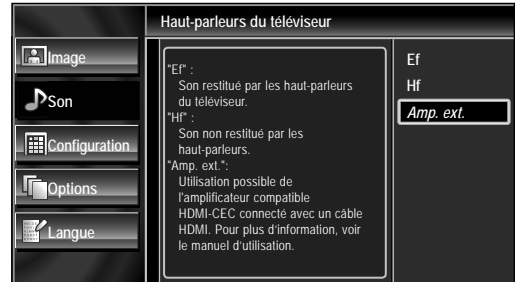 Haut-parleurs du téléviseur
Image
Son
Configuration
Options
Langue
"Ef" :
Son restitué par les haut-parleurs
du téléviseur.
"Hf" :
Son non restitué par les
haut-parleurs.
"Amp. ext.":
Utilisation possible de
l'amplificateur compatible
HDMI-CEC connecté avec un câble
HDMI. Pour plus d'information, voir
le manuel d'utilisation.
Ef
Hf
Amp. ext.